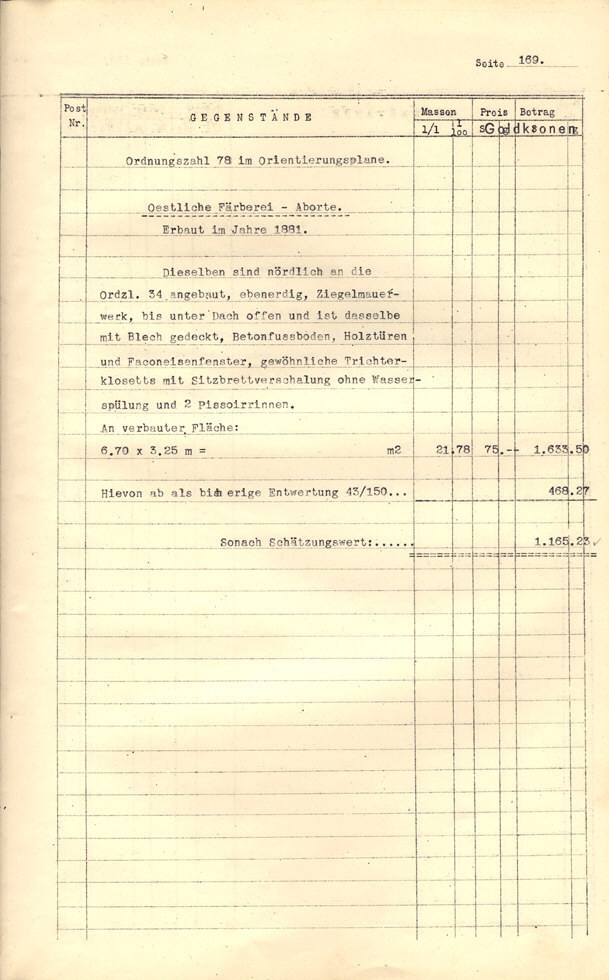 Seite 169.
Post Nr. GEGENSTÄNDE Massen Preis Betrag
1/1 1/100 Goldkronen
Ordnungszahl 78 im Orientierungsplane.
Oestliche Färberei - Aborte.
Erbaut im Jahre 1881.
Dieselben sind nördlich an die
Ordzl. 34 angebaut, ebenerdig, Ziegelmauer-
werk, bis unter Dach offen und ist dasselbe
mit Blech gedeckt, Betonfussboden, Holztüren
und Faconeisenfenster, gewöhnliche Trichter-
klosetts mit Sitzbrettverschalung ohne Wasser-
spülung und 2 Pissoirrinnen.
An verbauter Fläche:
6.70 x 3.25 m = m2 21.78 75.-- 1.633.50
Hievon ab als bisherige Entwertung 43/150... 468.27
Sonach Schätzungswert:...... 1.165.23